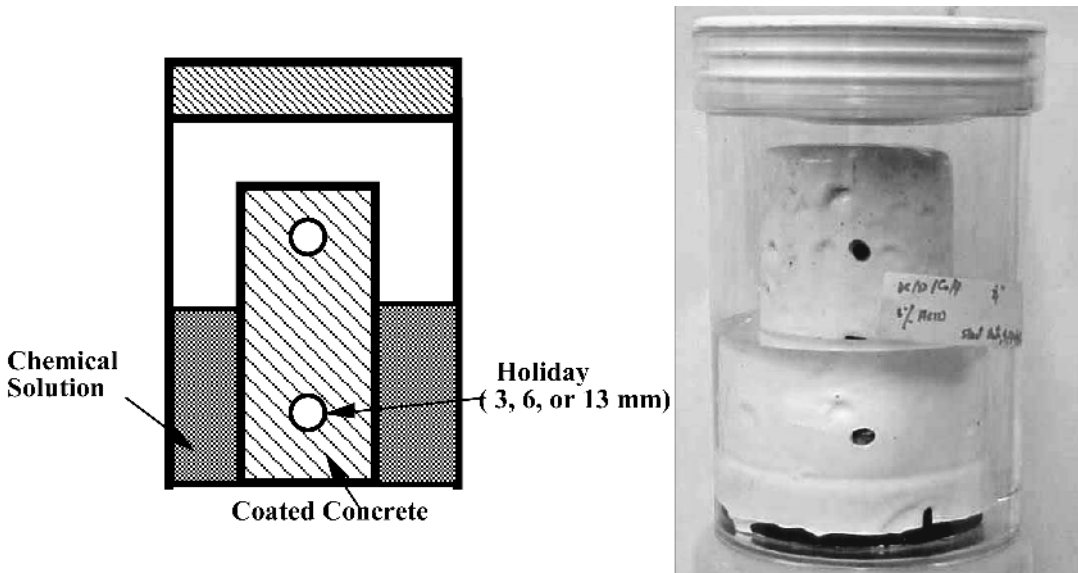 Chemical
Solution
Holiday
( 3, 6, or 13 mm)
Coated Concrete